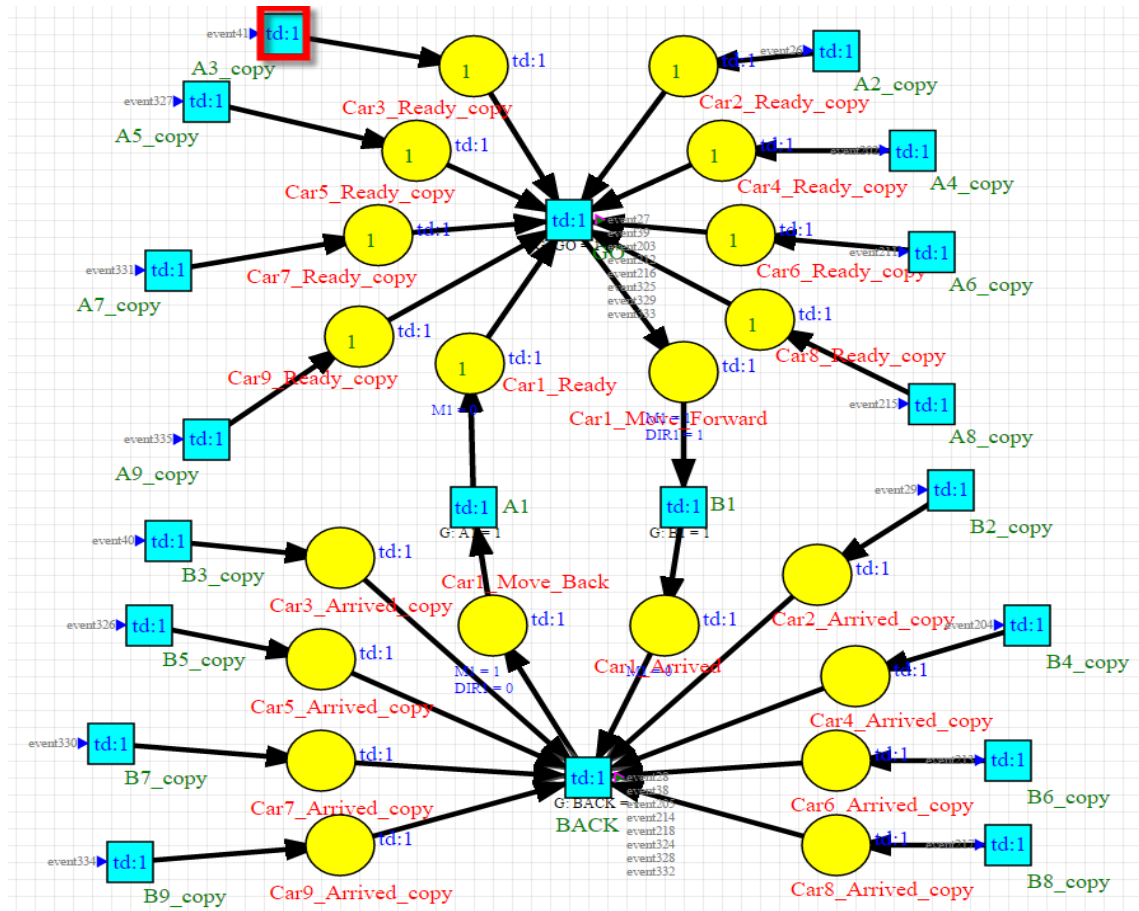 event41 td:1
A3_copy
1 td:1
Car3_Ready_copy
1 td:1
Car2_Ready_copy
event26 td:1
A2_copy
event327 td:1
A5_copy
1 td:1
Car5_Ready_copy
1 td:1
Car4_Ready_copy
td:1
A4_copy
td:1
GO
event27
event39
event203
event212
event216
event325
event329
event333
event331 td:1
A7_copy
1 td:1
Car7_Ready_copy
1 td:1
Car6_Ready_copy
event211 td:1
A6_copy
1 td:1
Car9_Ready_copy
1 td:1
Car1_Ready
M1 = 0
1 td:1
Car8_Ready_copy
td:1
Car1_Move_Forward
DIR1 = 1
event215 td:1
A8_copy
event335 td:1
A9_copy
td:1 A1
G: A1 = 1
td:1 B1
G: B1 = 1
event29 td:1
B2_copy
event40 td:1
B3_copy
td:1
Car3_Arrived_copy
Car1_Move_Back
td:1
M1 = 1
DIR1 = 0
td:1
Car1_Arrived
td:1
Car2_Arrived_copy
event204 td:1
B4_copy
event326 td:1
B5_copy
td:1
Car5_Arrived_copy
td:1
Car4_Arrived_copy
event330 td:1
B7_copy
td:1
Car7_Arrived_copy
td:1
G: BACK =
BACK
event28
event38
event205
event214
event218
event324
event328
event332
td:1
Car6_Arrived_copy
td:1
B6_copy
event334 td:1
B9_copy
td:1
Car9_Arrived_copy
td:1
Car8_Arrived_copy
td:1
B8_copy